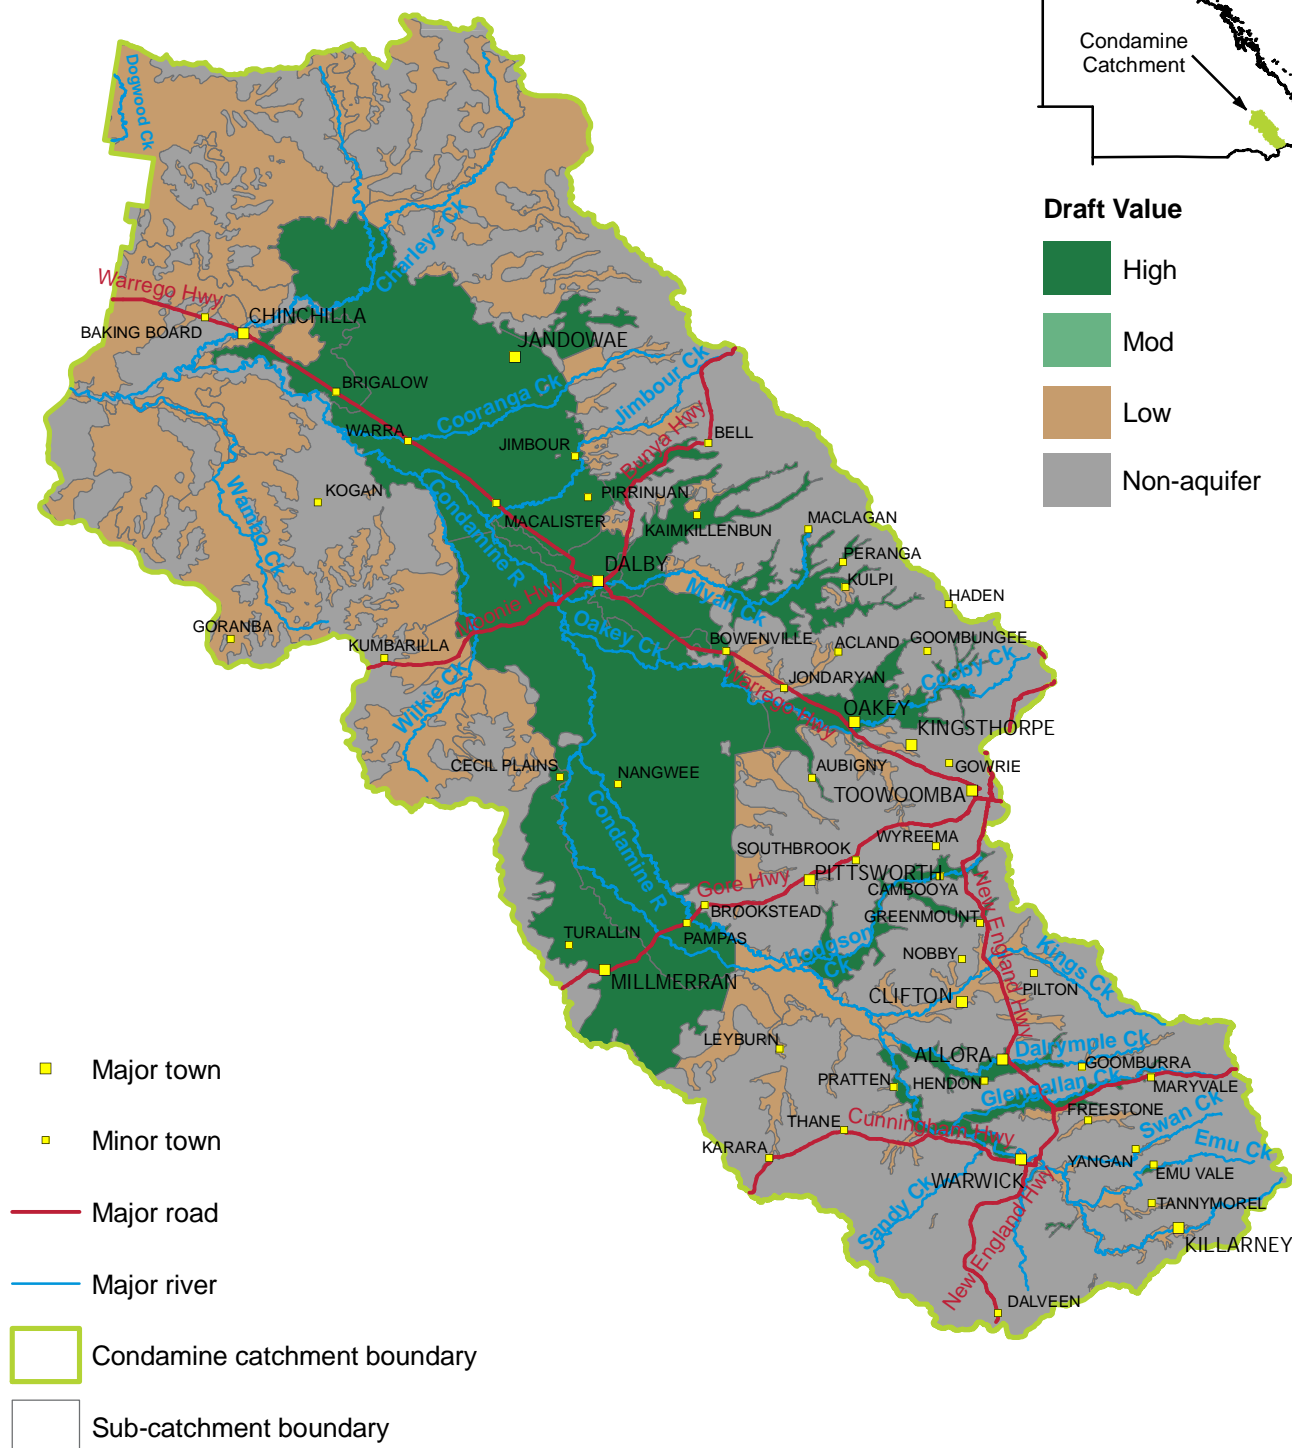 Condamine
Catchment
Draft Value
High
Mod
Low
Non-aquifer
Dogwood Ck
Charleys Ck
Warrego Hwy
CHINCHILLA
BAKING BOARD
JANDOWAE
BRIGALOW
Cooranga Ck
Jimbour Ck
WARRA
JIMBOUR
Bunya Hwy
BELL
KOGAN
Wambo Ck
Condamine R
MACALISTER
PIRRINUAN
KAIMKILLENBUN
MACLAGAN
PERANGA
DALBY
KULPI
Myall Ck
HADEN
Moonie Hwy
GORANBA
KUMBARILLA
Oakey Ck
BOWENVILLE
ACLAND
GOOMBUNGEE
Cooby Ck
Wilkie Ck
JONDARYAN
Warrego Hwy
OAKEY
KINGSTHORPE
CECIL PLAINS
NANGWEE
AUBIGNY
GOWRIE
TOOWOOMBA
Condamine R
WYREEMA
SOUTHBROOK
PITTSWORTH
Gore Hwy
CAMBOOYA
New England Hwy
BROOKSTEAD
GREENMOUNT
TURALLIN
PAMPAS
Hodgson
Ck
NOBBY
Kings Ck
MILLMERRAN
PILTON
CLIFTON
LEYBURN
ALLORA
Dalrymple Ck
GOOMBURRA
PRATTEN
HENDON
Glengallan Ck
MARYVALE
THANE
Cunningham Hwy
FREESTONE
Swan Ck
KARARA
Emu Ck
YANGAN
WARWICK
EMU VALE
Sandy Ck
TANNYMOREL
New England Hwy
KILLARNEY
DALVEEN
Major town
Minor town
Major road
Major river
Condamine catchment boundary
Sub-catchment boundary